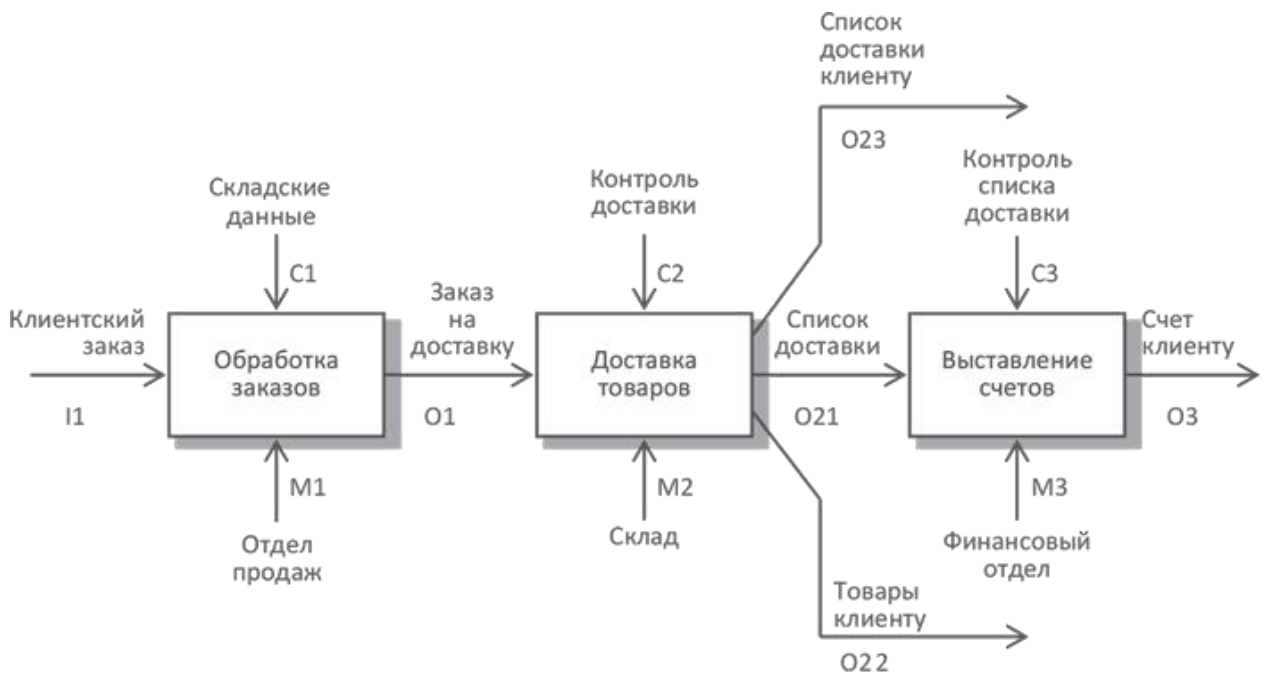 Список
доставки
клиенту
O23
Складские
данные
C1
Контроль
доставки
C2
Контроль
списка
доставки
C3
Клиентский
заказ
I1
Обработка
заказов
Заказ
на
доставку
O1
Доставка
товаров
Список
доставки
O21
Выставление
счетов
Счет
клиенту
O3
M1
Отдел
продаж
M2
Склад
M3
Финансовый
отдел
Товары
клиенту
O22